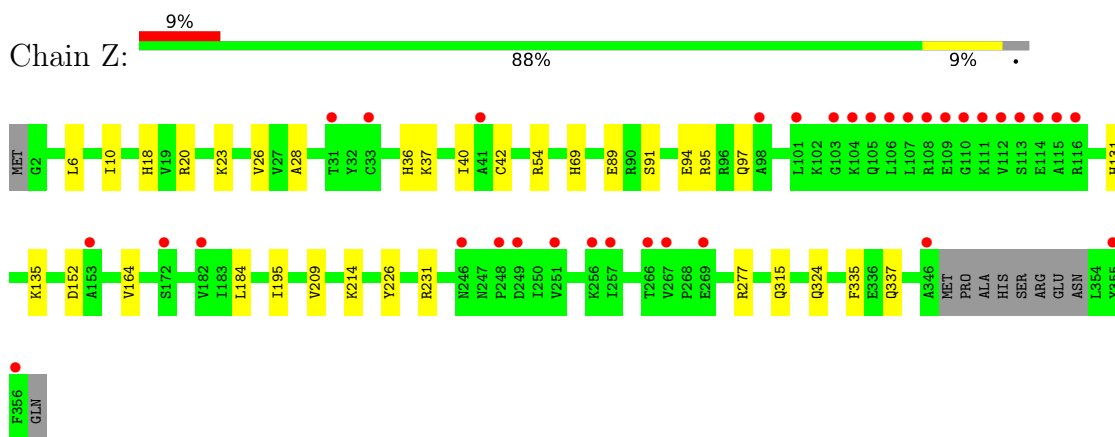 9%
Chain Z:
88% 9% •
MET G2 L6 I10 H18 V19 R20 K23 V26 V27 A28 T31 Y32 C33 H36 K37 I40 A41 C42 R54 H69 E89 R90 S91 E94 R95 R96 Q97 A98 L101 K102 G103 K104 Q105 L106 L107 R108 E109 G110 K111 V112 S113 E114 A115 R116 H131
K135 D152 A153 V164 S172 V182 I183 L184 I195 V209 K214 Y226 R231 N246 N247 P248 D249 I250 V251 K256 I257 T266 V267 P268 E269 R277 Q315 Q324 F335 E336 Q337 A346 MET PRO ALA HIS SER ARG GLU ASN L354 Y355
F356 GLN